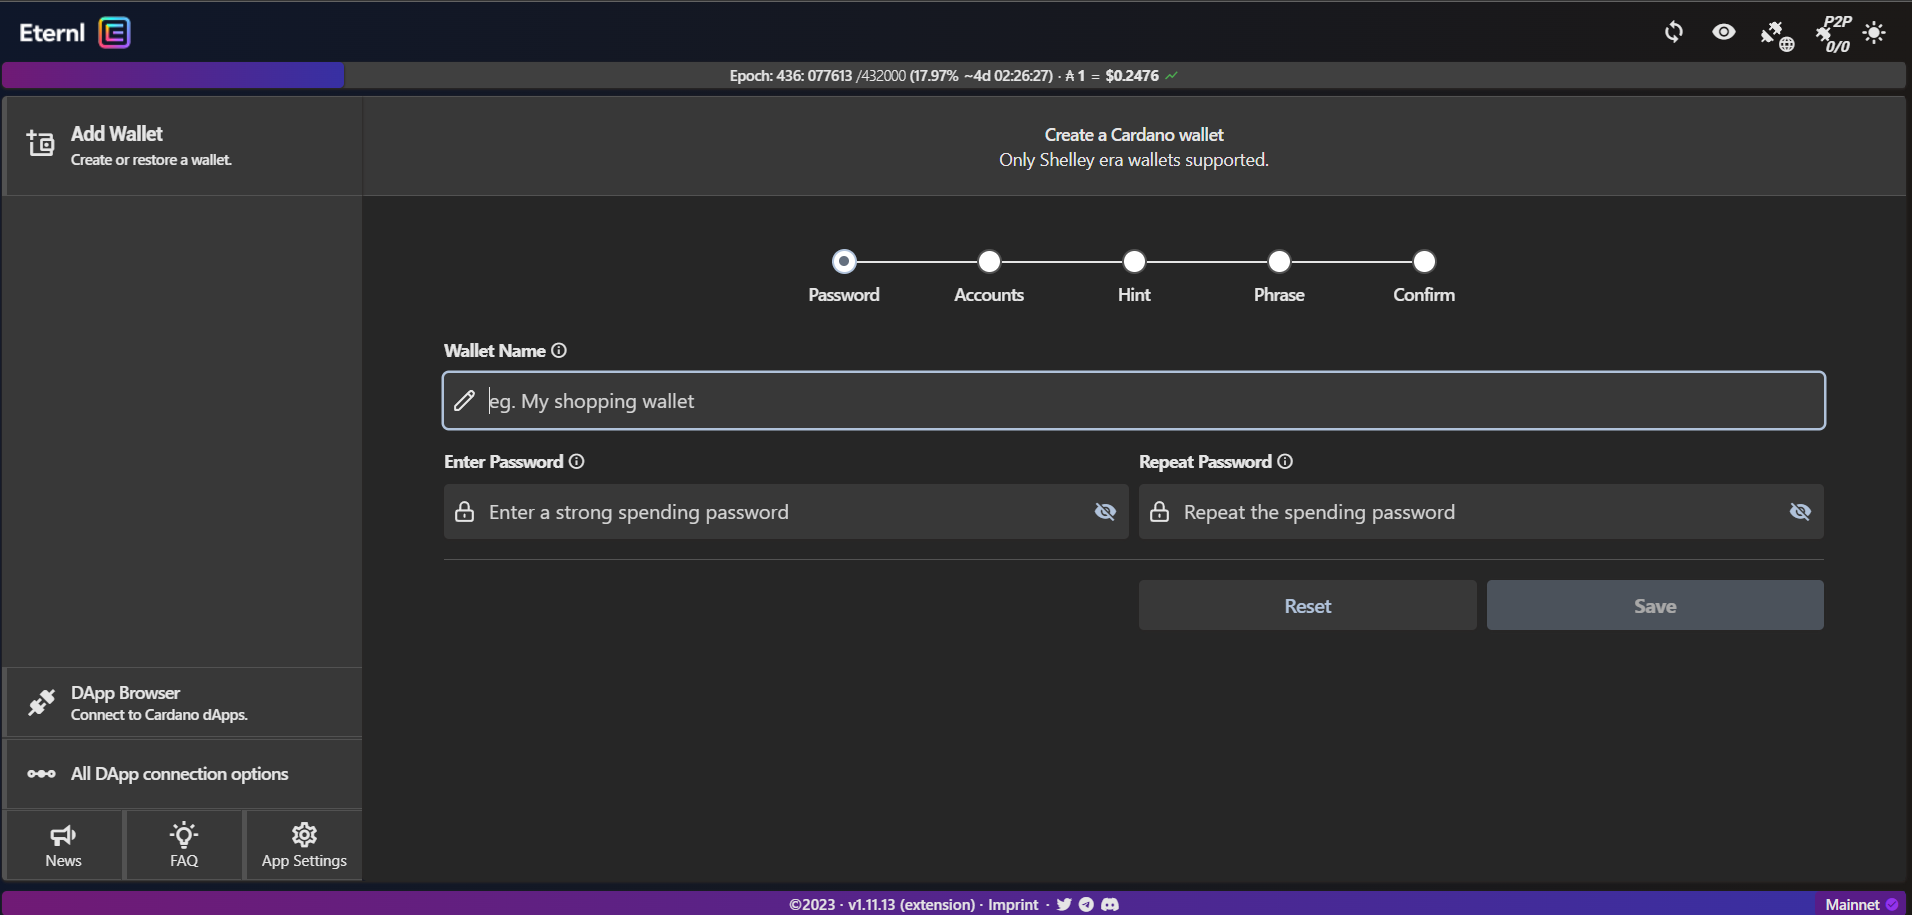 Eternl
P2P
0/0
Epoch: 436: 077613 /432000 (17.97% ~4d 02:26:27) · ₳ 1 = $0.2476
Add Wallet
Create or restore a wallet.
Create a Cardano wallet
Only Shelley era wallets supported.
Password Accounts Hint Phrase Confirm
Wallet Name
eg. My shopping wallet
Enter Password Repeat Password
Enter a strong spending password Repeat the spending password
Reset Save
DApp Browser
Connect to Cardano dApps.
All DApp connection options
News FAQ App Settings
©2023 · v1.11.13 (extension) · Imprint ·
Mainnet